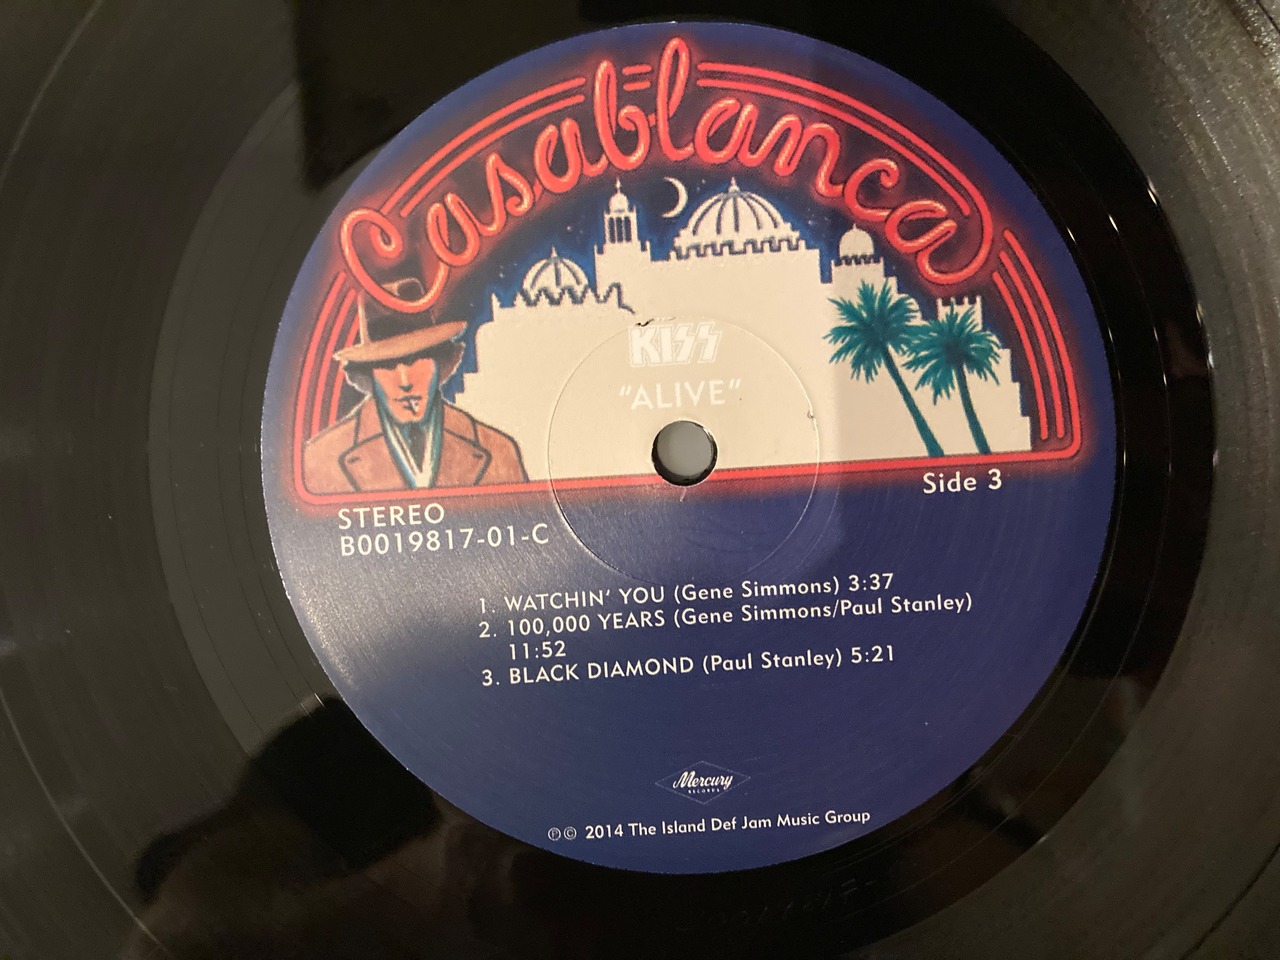 Casablanca
KISS
"ALIVE"
Side 3
STEREO
B0019817-01-C
1. WATCHIN' YOU (Gene Simmons) 3:37
2. 100,000 YEARS (Gene Simmons/Paul Stanley)
11:52
3. BLACK DIAMOND (Paul Stanley) 5:21
Mercury
RECORDS
℗© 2014 The Island Def Jam Music Group